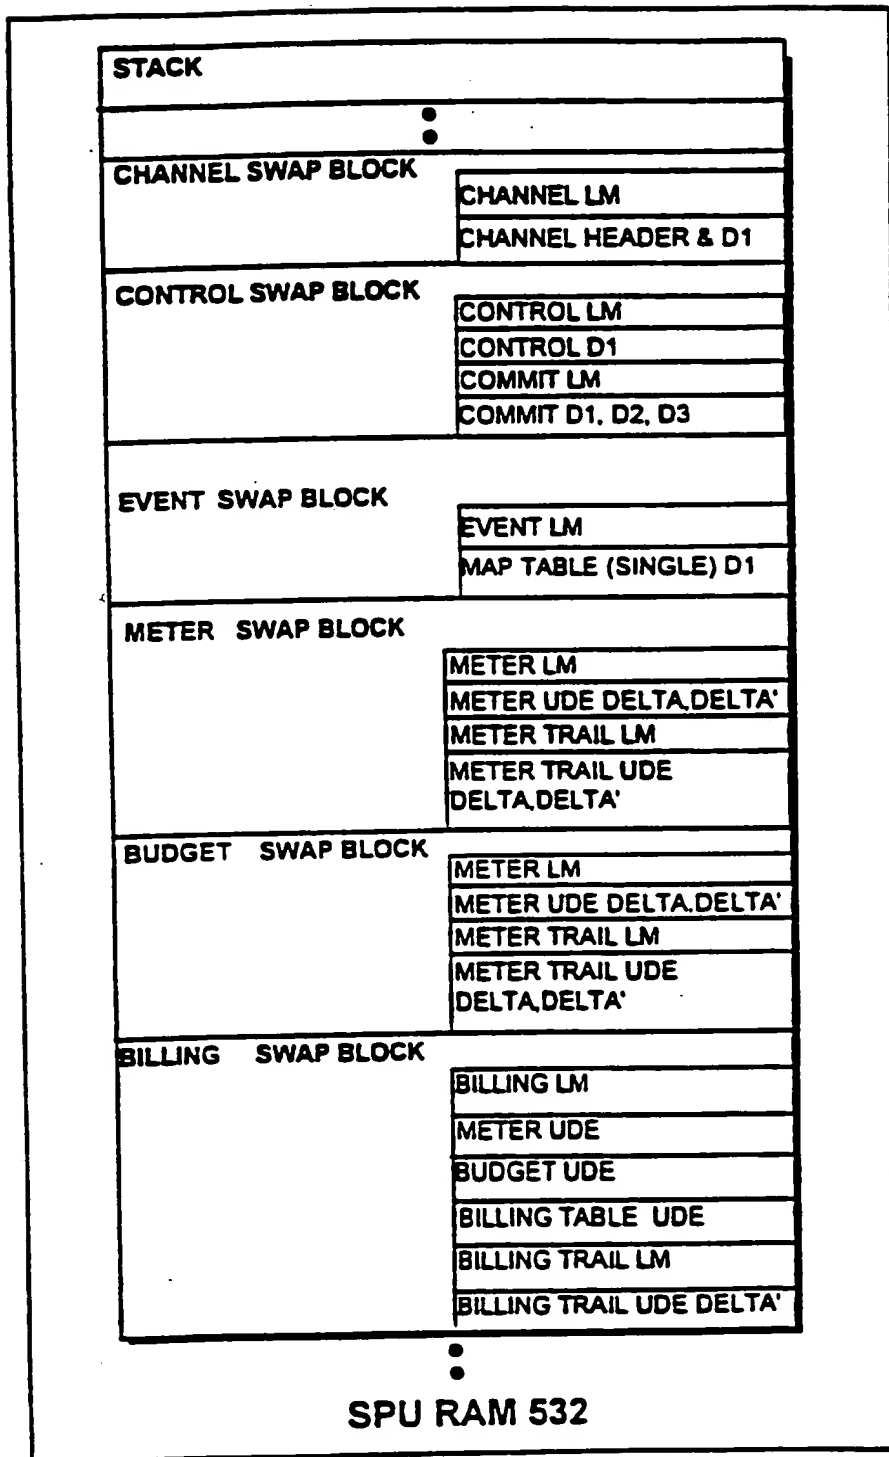 STACK
CHANNEL SWAP BLOCK
CHANNEL LM
CHANNEL HEADER & D1
CONTROL SWAP BLOCK
CONTROL LM
CONTROL D1
COMMIT LM
COMMIT D1, D2, D3
EVENT SWAP BLOCK
EVENT LM
MAP TABLE (SINGLE) D1
METER SWAP BLOCK
METER LM
METER UDE DELTA,DELTA'
METER TRAIL LM
METER TRAIL UDE
DELTA,DELTA'
BUDGET SWAP BLOCK
METER LM
METER UDE DELTA,DELTA'
METER TRAIL LM
METER TRAIL UDE
DELTA,DELTA'
BILLING SWAP BLOCK
BILLING LM
METER UDE
BUDGET UDE
BILLING TABLE UDE
BILLING TRAIL LM
BILLING TRAIL UDE DELTA'
SPU RAM 532